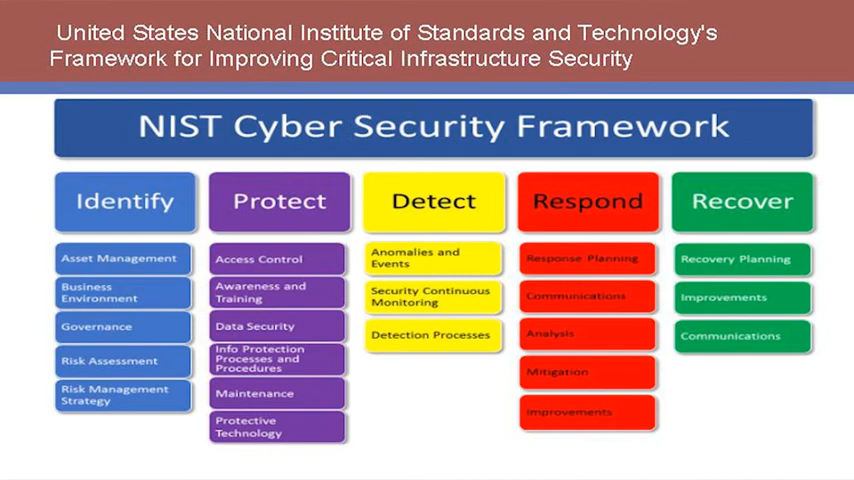 United States National Institute of Standards and Technology's
Framework for Improving Critical Infrastructure Security
NIST Cyber Security Framework
Identify
Asset Management
Business
Environment
Governance
Risk Assessment
Risk Management
Strategy
Protect
Access Control
Awareness and
Training
Data Security
Info Protection
Processes and
Procedures
Maintenance
Protective
Technology
Detect
Anomalies and
Events
Security Continuous
Monitoring
Detection Processes
Respond
Response Planning
Communications
Analysis
Mitigation
Improvements
Recover
Recovery Planning
Improvements
Communications